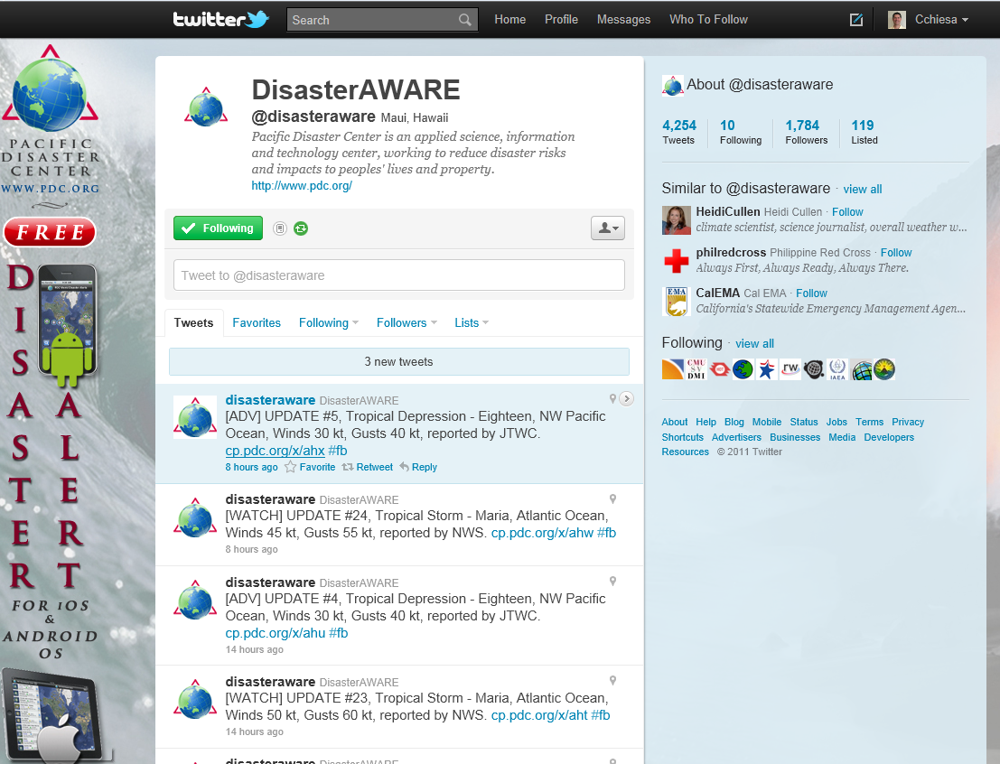 twitter
Search
Home Profile Messages Who To Follow
Cchiesa
PACIFIC
DISASTER
CENTER
WWW.PDC.ORG
FREE
DISASTER
ALERT
FOR iOS
&
ANDROID
OS
DisasterAWARE
@disasteraware Maui, Hawaii
Pacific Disaster Center is an applied science, information
and technology center, working to reduce disaster risks
and impacts to peoples' lives and property.
http://www.pdc.org/
Following
Tweet to @disasteraware
Tweets Favorites Following Followers Lists
3 new tweets
disasteraware DisasterAWARE
[ADV] UPDATE #5, Tropical Depression - Eighteen, NW Pacific
Ocean, Winds 30 kt, Gusts 40 kt, reported by JTWC.
cp.pdc.org/x/ahx #fb
8 hours ago Favorite Retweet Reply
disasteraware DisasterAWARE
[WATCH] UPDATE #24, Tropical Storm - Maria, Atlantic Ocean,
Winds 45 kt, Gusts 55 kt, reported by NWS. cp.pdc.org/x/ahw #fb
8 hours ago
disasteraware DisasterAWARE
[ADV] UPDATE #4, Tropical Depression - Eighteen, NW Pacific
Ocean, Winds 30 kt, Gusts 40 kt, reported by JTWC.
cp.pdc.org/x/ahu #fb
14 hours ago
disasteraware DisasterAWARE
[WATCH] UPDATE #23, Tropical Storm - Maria, Atlantic Ocean,
Winds 50 kt, Gusts 60 kt, reported by NWS. cp.pdc.org/x/aht #fb
14 hours ago
disasteraware DisasterAWARE
About @disasteraware
4,254 10 1,784 119
Tweets Following Followers Listed
Similar to @disasteraware · view all
HeidiCullen Heidi Cullen · Follow
climate scientist, science journalist, overall weather w...
philredcross Philippine Red Cross · Follow
Always First, Always Ready, Always There.
CalEMA Cal EMA · Follow
California's Statewide Emergency Management Agen...
E·MA
Following · view all
CMU
SV
DMI
rw
IAEA
About Help Blog Mobile Status Jobs Terms Privacy
Shortcuts Advertisers Businesses Media Developers
Resources © 2011 Twitter